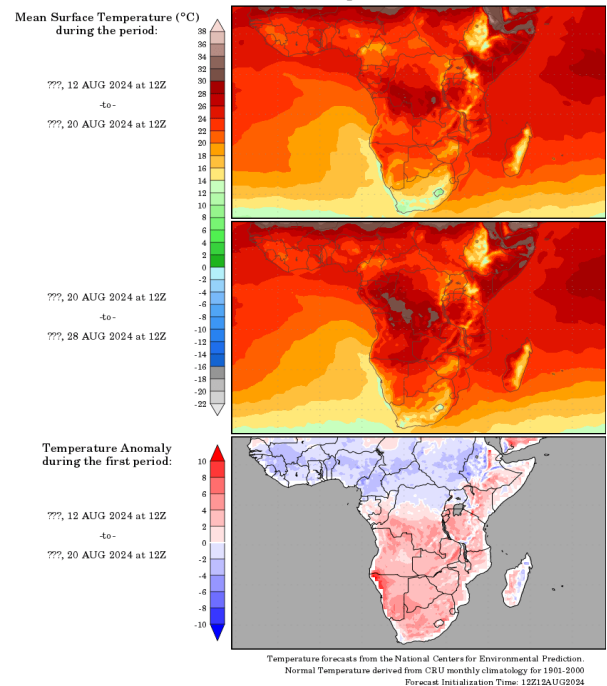 Mean Surface Temperature (°C)
during the period:
???, 12 AUG 2024 at 12Z
-to-
???, 20 AUG 2024 at 12Z
38
36
34
32
30
28
26
24
22
20
18
16
14
12
10
8
6
4
2
0
-2
-4
-6
-8
-10
-12
-14
-16
-18
-20
-22
???, 20 AUG 2024 at 12Z
-to-
???, 28 AUG 2024 at 12Z
Temperature Anomaly
during the first period:
???, 12 AUG 2024 at 12Z
-to-
???, 20 AUG 2024 at 12Z
10
8
6
4
2
0
-2
-4
-6
-8
-10
Temperature forecasts from the National Centers for Environmental Prediction.
Normal Temperature derived from CRU monthly climatology for 1901-2000
Forecast Initialization Time: 12Z12AUG2024